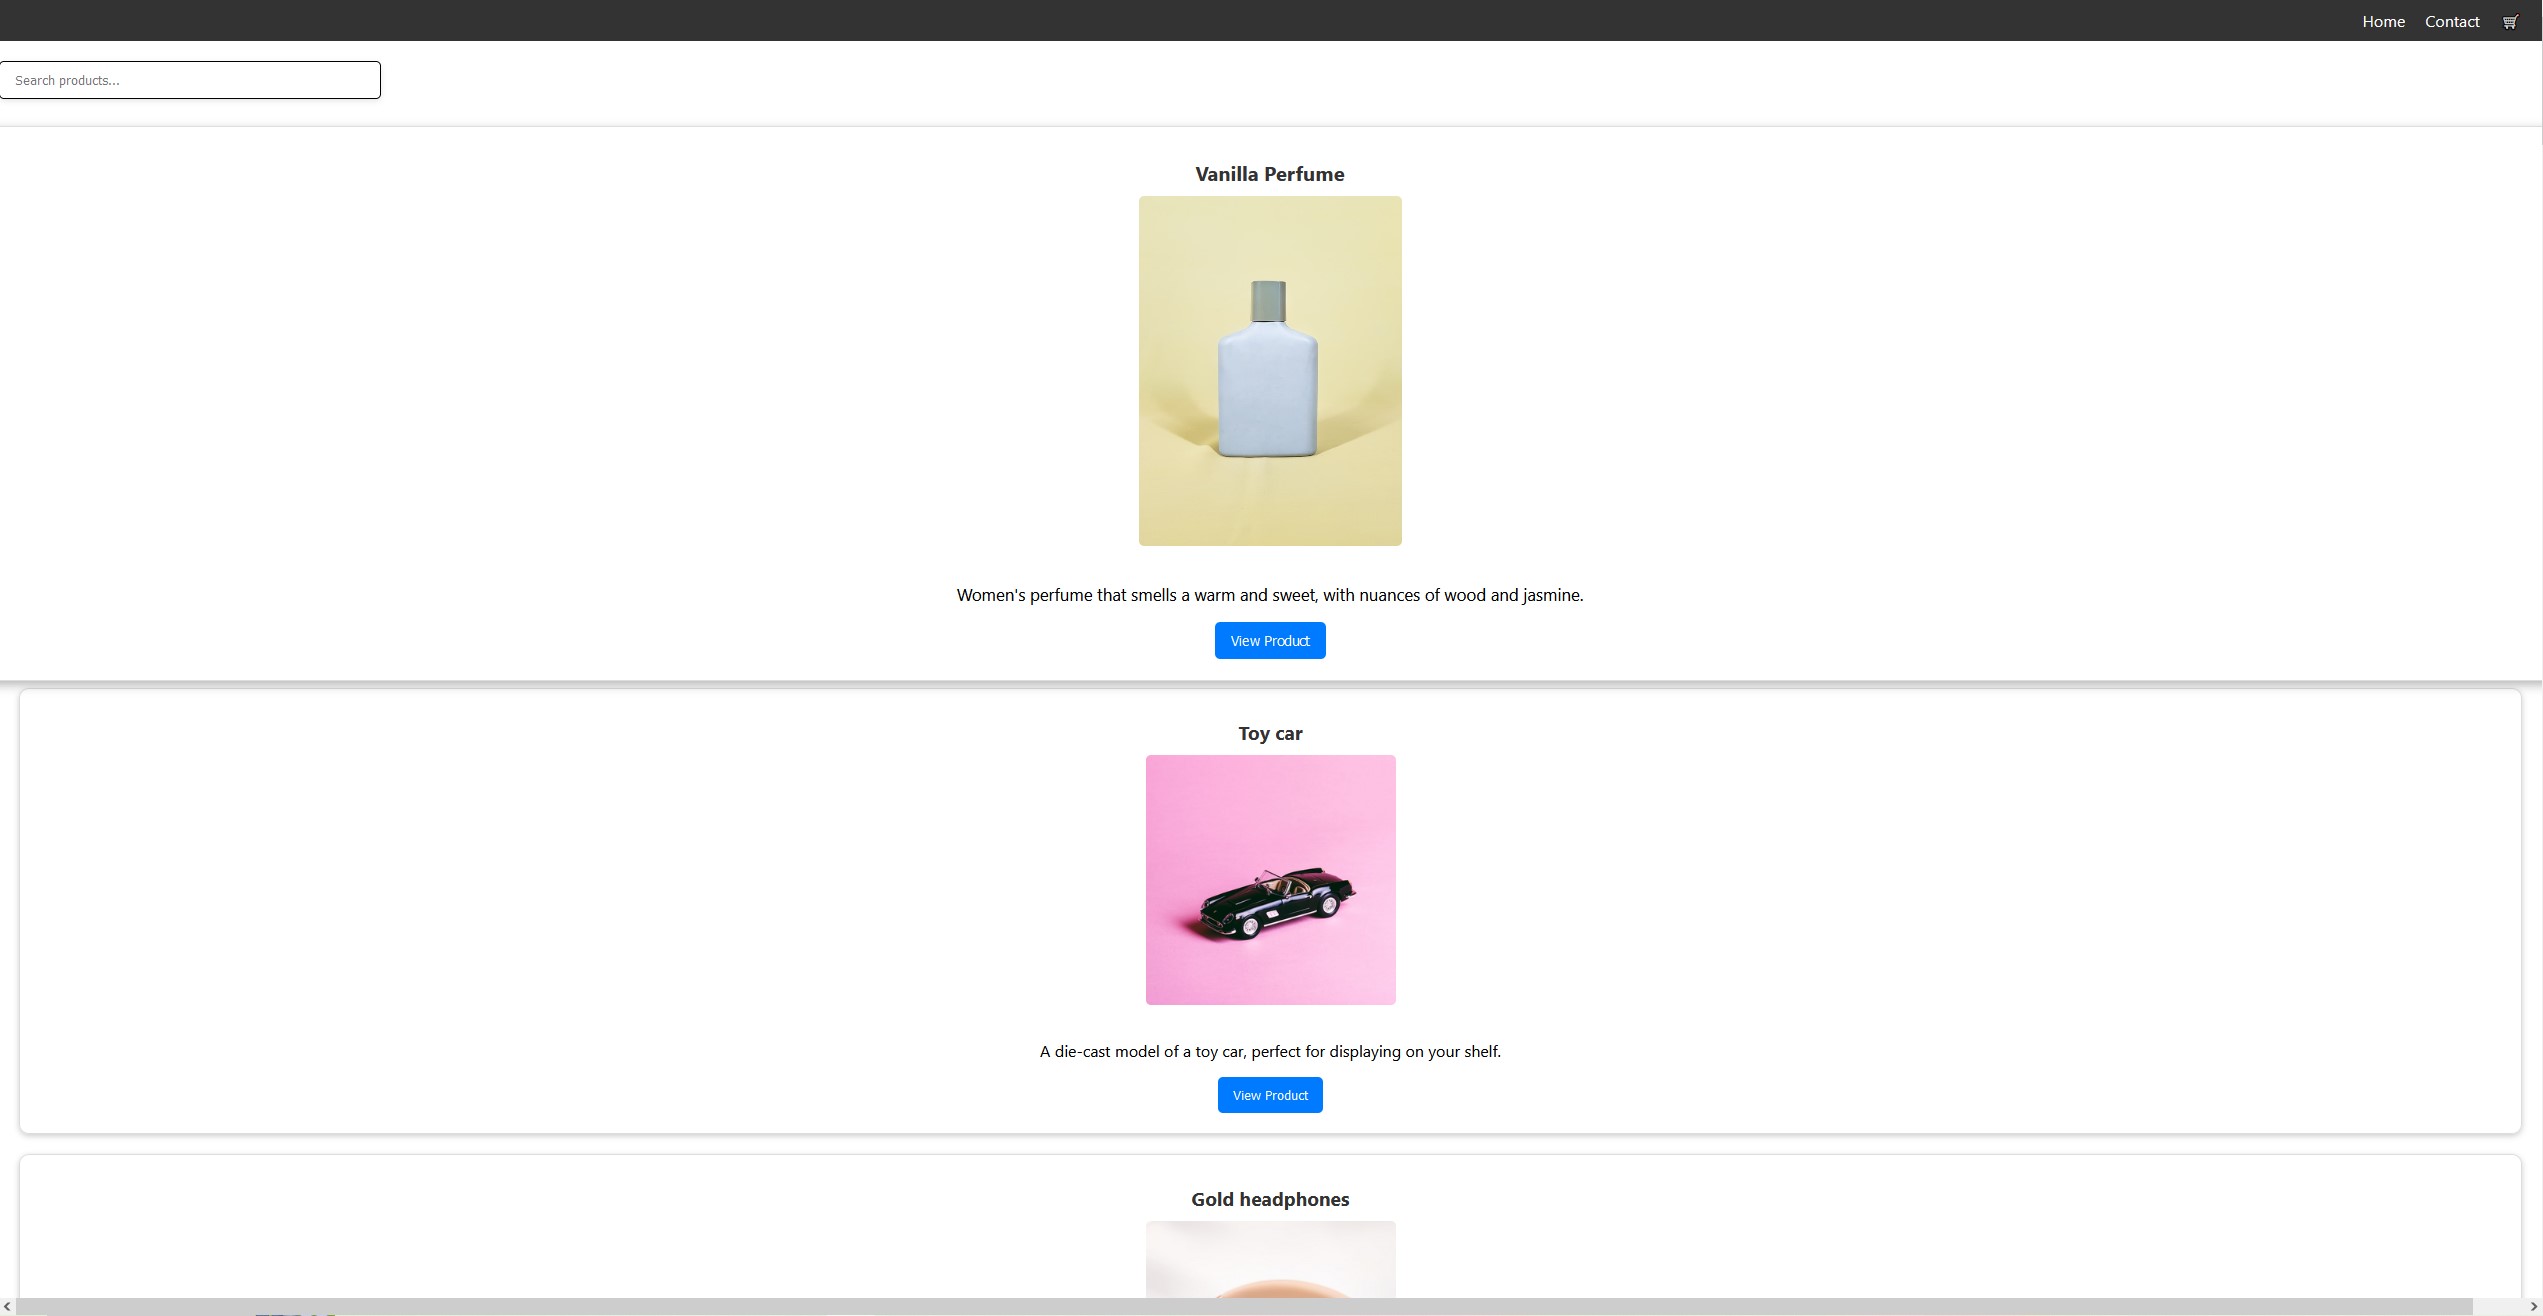 Home Contact
Search products...
Vanilla Perfume
Women's perfume that smells a warm and sweet, with nuances of wood and jasmine.
View Product
Toy car
A die-cast model of a toy car, perfect for displaying on your shelf.
View Product
Gold headphones